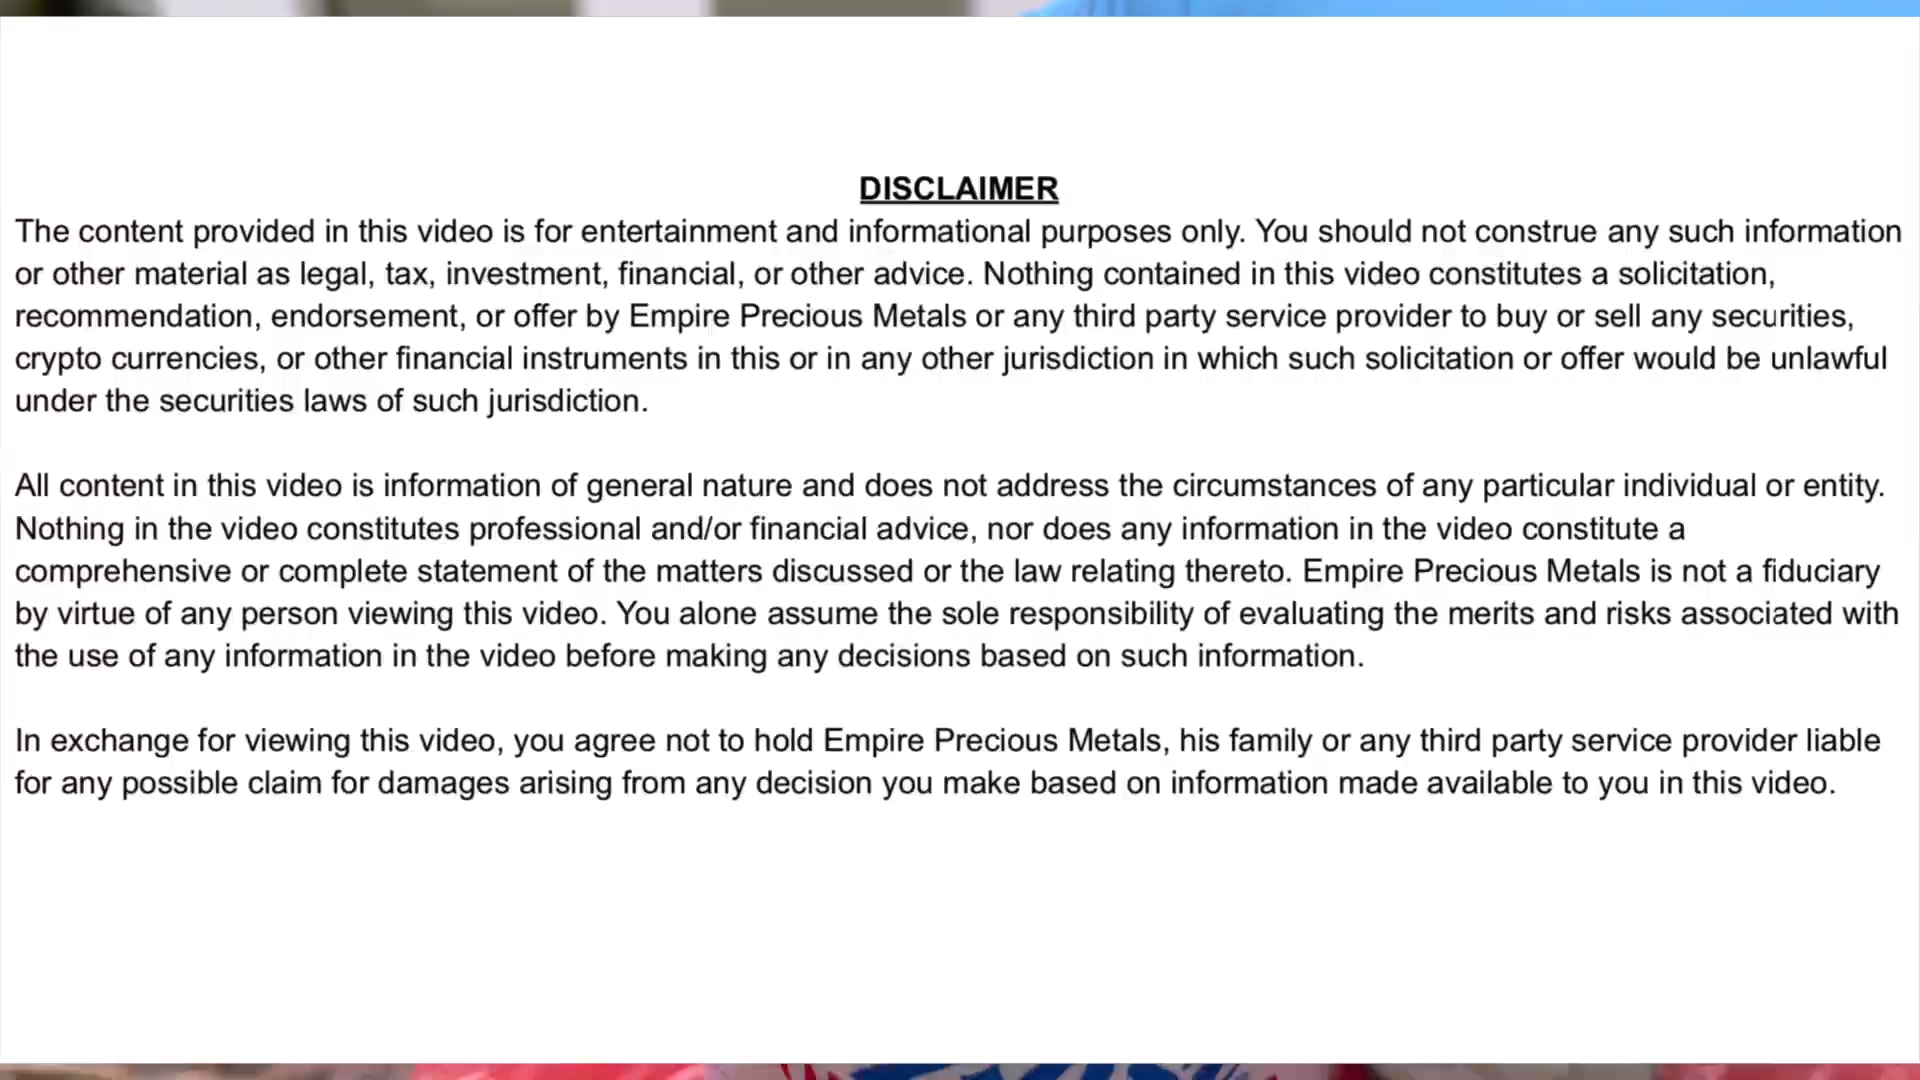 DISCLAIMER
The content provided in this video is for entertainment and informational purposes only. You should not construe any such information
or other material as legal, tax, investment, financial, or other advice. Nothing contained in this video constitutes a solicitation,
recommendation, endorsement, or offer by Empire Precious Metals or any third party service provider to buy or sell any securities,
crypto currencies, or other financial instruments in this or in any other jurisdiction in which such solicitation or offer would be unlawful
under the securities laws of such jurisdiction.
All content in this video is information of general nature and does not address the circumstances of any particular individual or entity.
Nothing in the video constitutes professional and/or financial advice, nor does any information in the video constitute a
comprehensive or complete statement of the matters discussed or the law relating thereto. Empire Precious Metals is not a fiduciary
by virtue of any person viewing this video. You alone assume the sole responsibility of evaluating the merits and risks associated with
the use of any information in the video before making any decisions based on such information.
In exchange for viewing this video, you agree not to hold Empire Precious Metals, his family or any third party service provider liable
for any possible claim for damages arising from any decision you make based on information made available to you in this video.